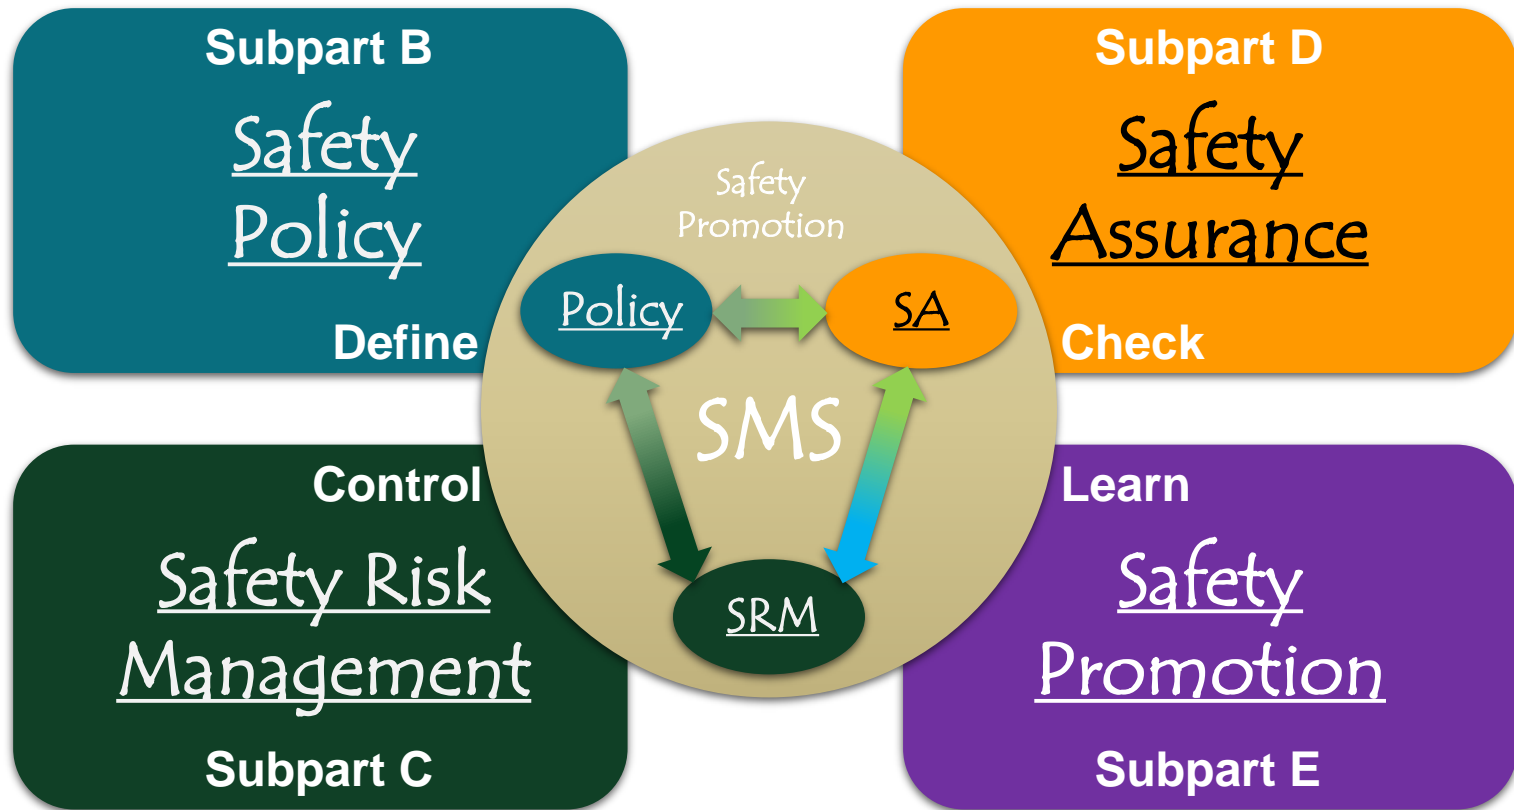 Subpart B
Safety
Policy
Define
Subpart D
Safety
Assurance
Check
Safety
Promotion
Policy
SA
SMS
SRM
Control
Safety Risk
Management
Subpart C
Learn
Safety
Promotion
Subpart E